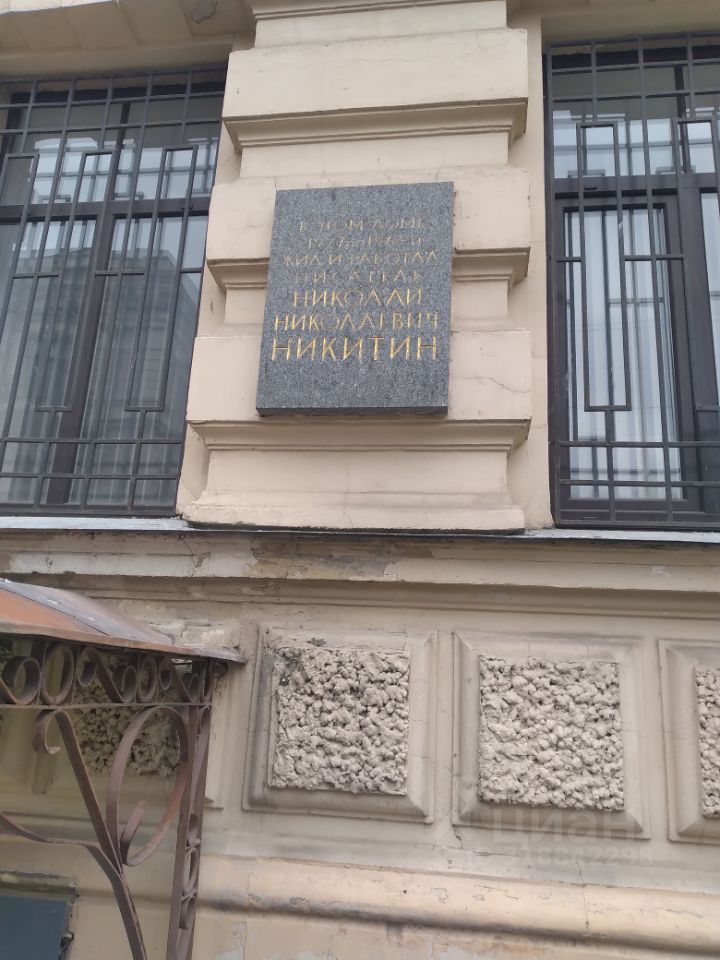 В ЭТОМ ДОМЕ
ЖИЛ И РАБОТАЛ
ПИСАТЕЛЬ
НИКОЛАЙ
НИКОЛАЕВИЧ
НИКИТИН
циан